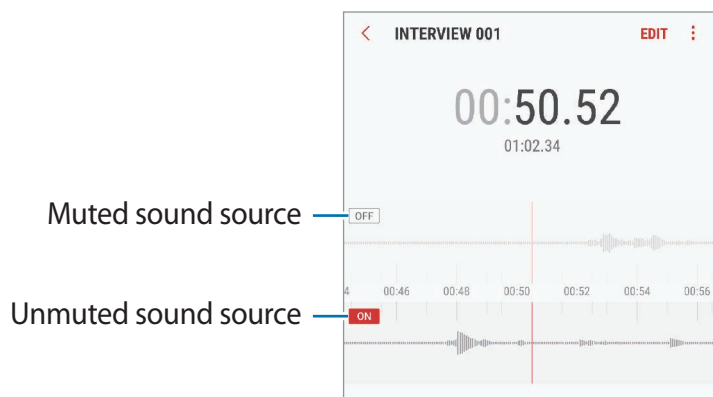 INTERVIEW 001 EDIT
00:50.52
01:02.34
Muted sound source
OFF
4 00:46 00:48 00:50 00:52 00:54 00:56
Unmuted sound source
ON